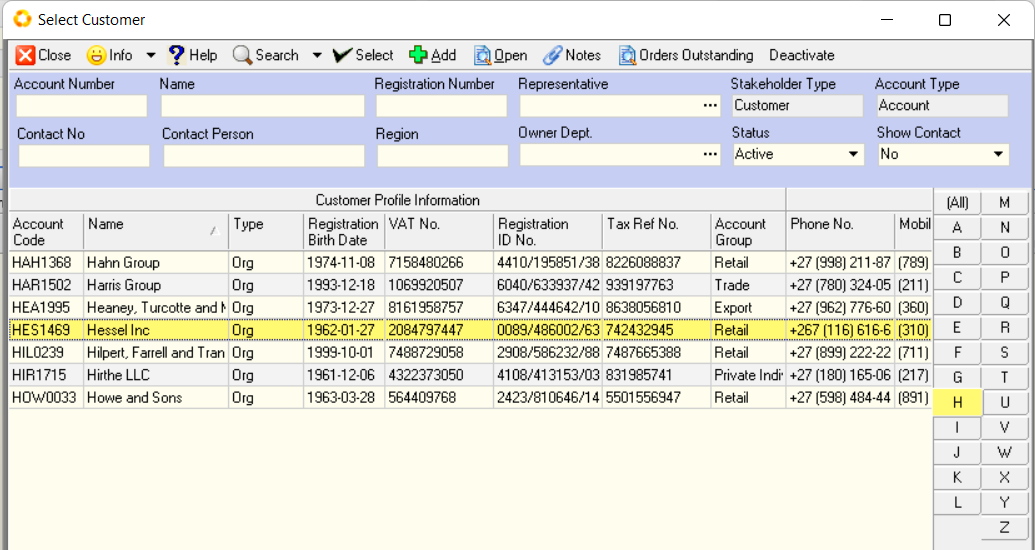 Select Customer
Close Info Help Search Select Add Open Notes Orders Outstanding Deactivate
Account Number Name Registration Number Representative Stakeholder Type Account Type
... Customer Account
Contact No Contact Person Region Owner Dept. Status Show Contact
... Active No
Customer Profile Information
Account Code Name Type Registration Birth Date VAT No. Registration ID No. Tax Ref No. Account Group Phone No. Mobil
HAH1368 Hahn Group Org 1974-11-08 7158480266 4410/195851/38 8226088837 Retail +27 (998) 211-87 (789)
HAR1502 Harris Group Org 1993-12-18 1069920507 6040/633937/42 939197763 Trade +27 (780) 324-05 (211)
HEA1995 Heaney, Turcotte and M Org 1973-12-27 8161958757 6347/444642/10 8638056810 Export +27 (962) 776-60 (360)
HES1469 Hessel Inc Org 1962-01-27 2084797447 0089/486002/63 742432945 Retail +267 (116) 616-6 (310)
HIL0239 Hilpert, Farrell and Tran Org 1999-10-01 7488729058 2908/586232/88 7487665388 Retail +27 (899) 222-22 (711)
HIR1715 Hirthe LLC Org 1961-12-06 4322373050 4108/413153/03 831985741 Private Indi +27 (180) 165-06 (217)
HOW0033 Howe and Sons Org 1963-03-28 564409768 2423/810646/14 5501556947 Retail +27 (598) 484-44 (891)
(All) M
A N
B O
C P
D Q
E R
F S
G T
H U
I V
J W
K X
L Y
Z